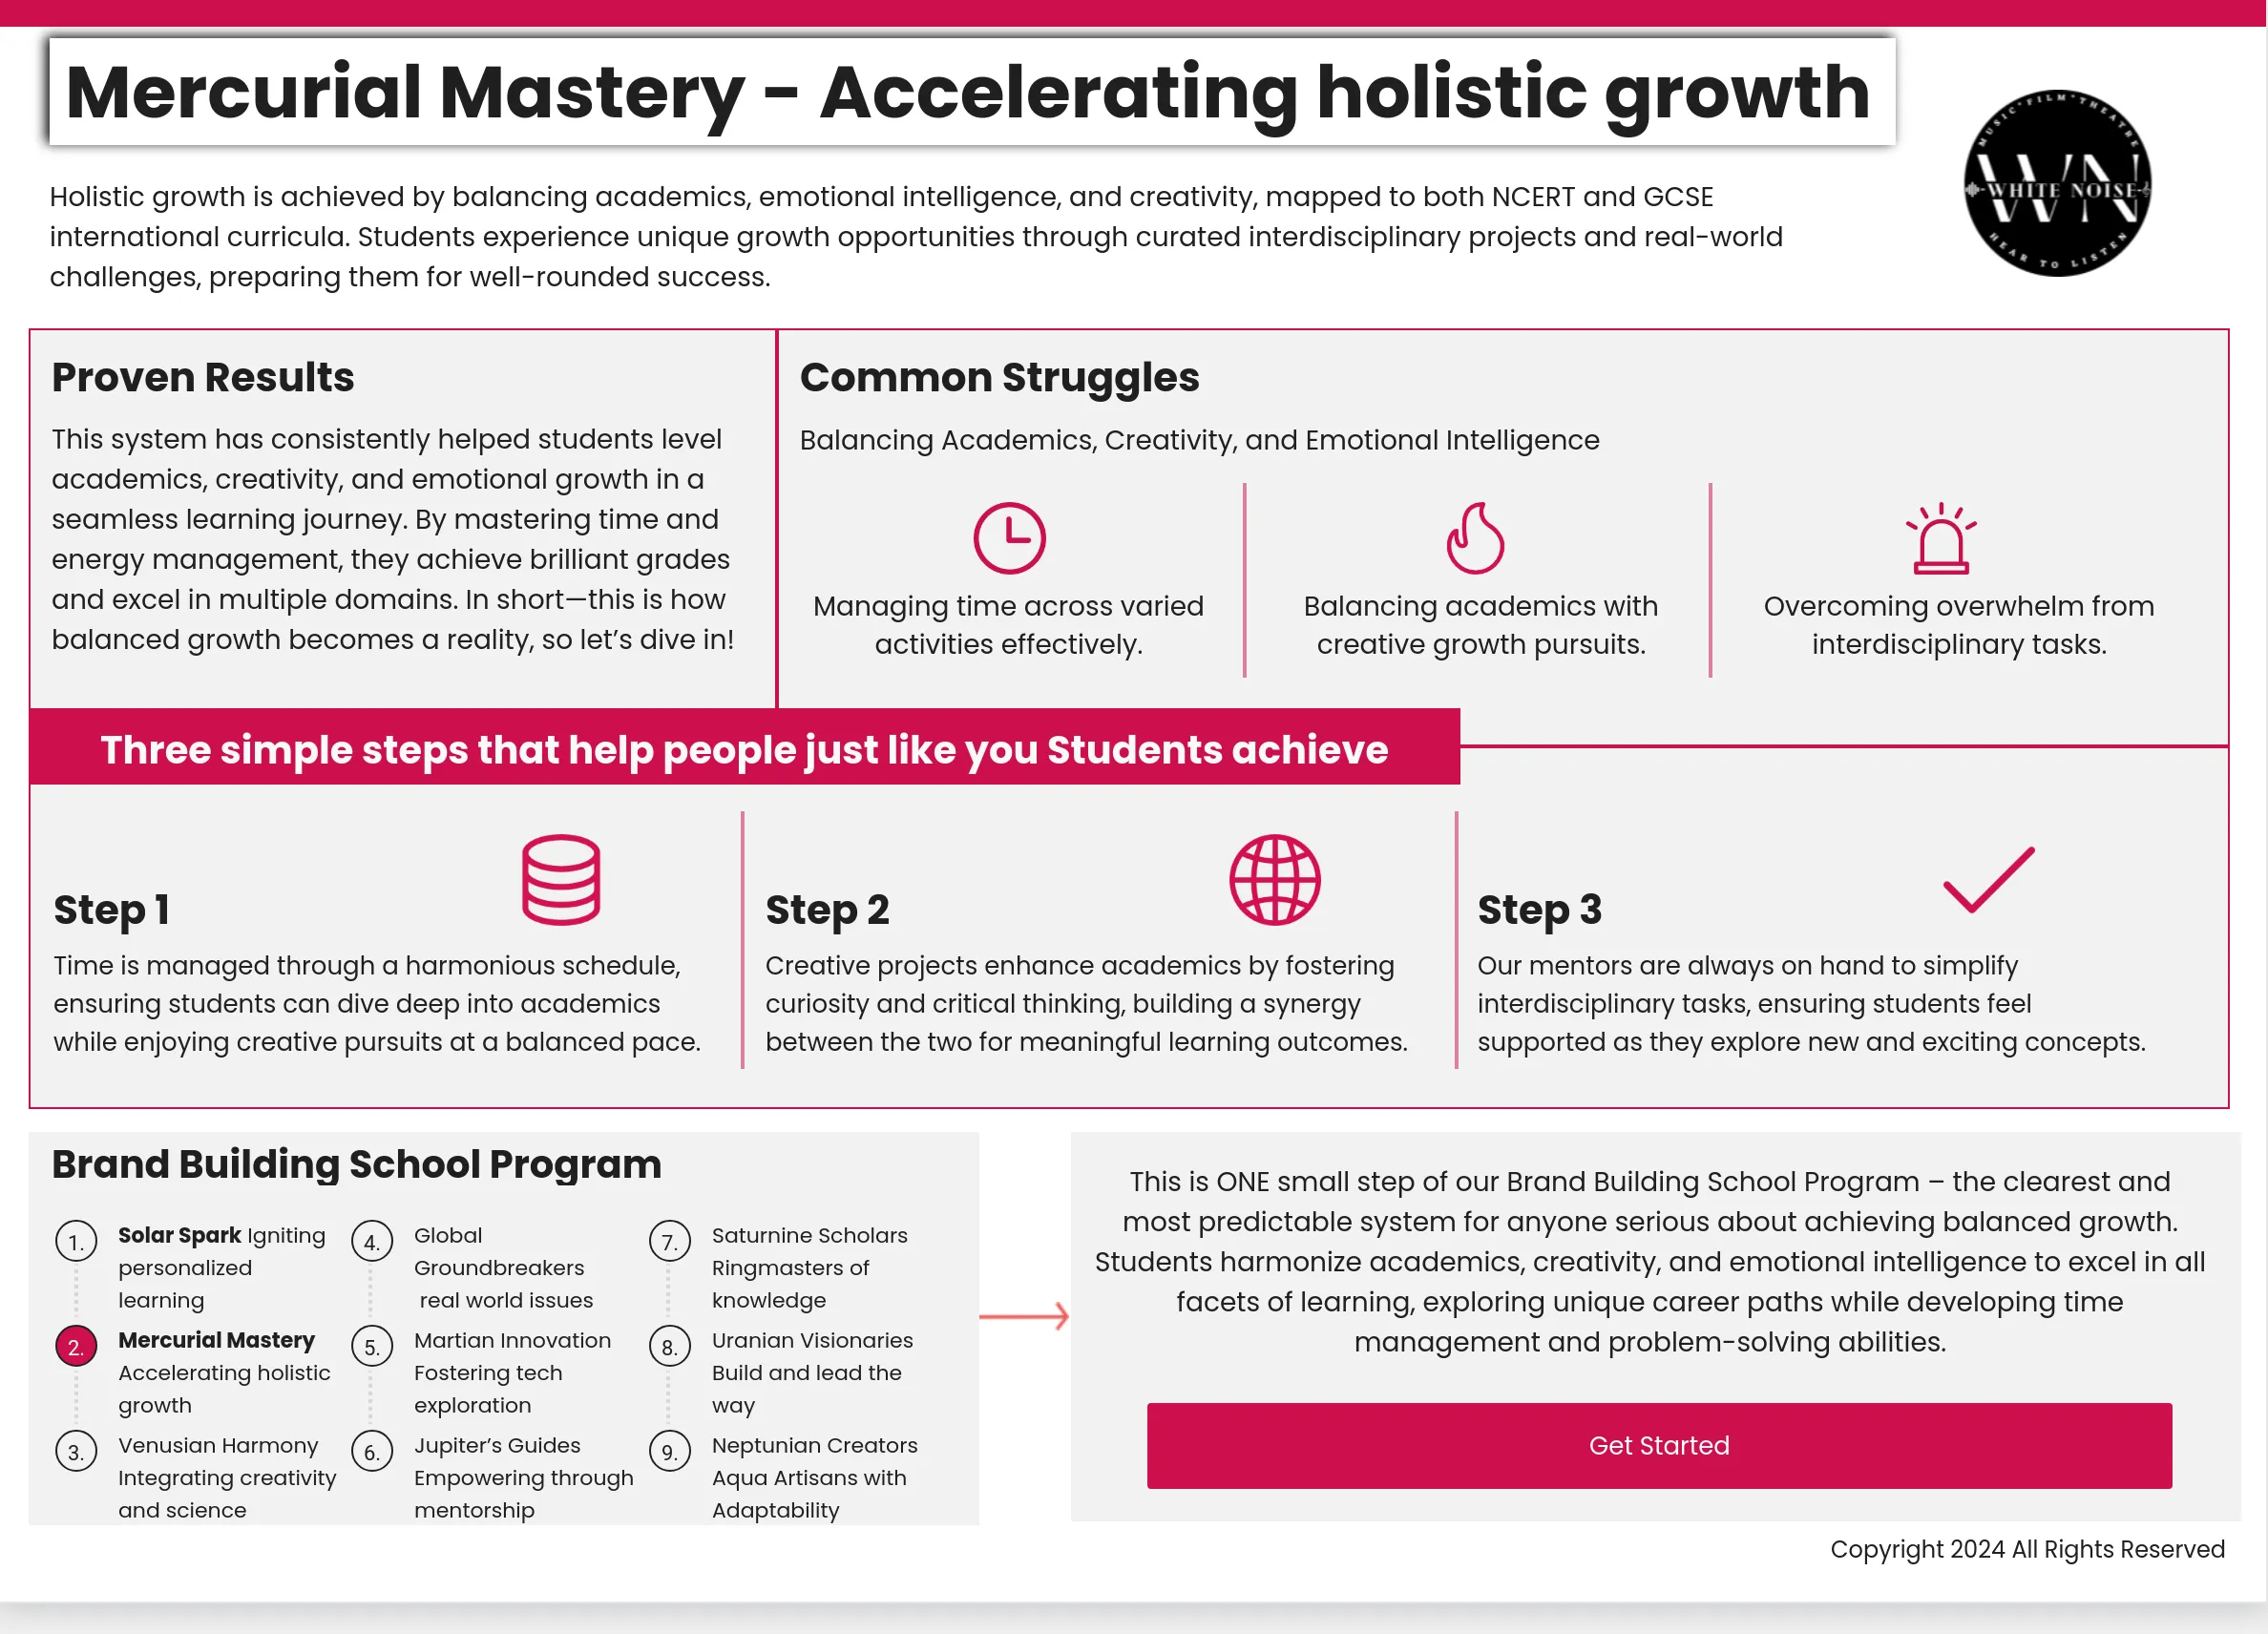 Mercurial Mastery - Accelerating holistic growth
MUSIC*FILM*THEATRE
WN
WHITE NOISE
HEAR TO LISTEN
Holistic growth is achieved by balancing academics, emotional intelligence, and creativity, mapped to both NCERT and GCSE
international curricula. Students experience unique growth opportunities through curated interdisciplinary projects and real-world
challenges, preparing them for well-rounded success.
Proven Results
This system has consistently helped students level
academics, creativity, and emotional growth in a
seamless learning journey. By mastering time and
energy management, they achieve brilliant grades
and excel in multiple domains. In short—this is how
balanced growth becomes a reality, so let’s dive in!
Common Struggles
Balancing Academics, Creativity, and Emotional Intelligence
Managing time across varied
activities effectively.
Balancing academics with
creative growth pursuits.
Overcoming overwhelm from
interdisciplinary tasks.
Three simple steps that help people just like you Students achieve
Step 1
Time is managed through a harmonious schedule,
ensuring students can dive deep into academics
while enjoying creative pursuits at a balanced pace.
Step 2
Creative projects enhance academics by fostering
curiosity and critical thinking, building a synergy
between the two for meaningful learning outcomes.
Step 3
Our mentors are always on hand to simplify
interdisciplinary tasks, ensuring students feel
supported as they explore new and exciting concepts.
Brand Building School Program
1. Solar Spark Igniting
personalized
learning
2. Mercurial Mastery
Accelerating holistic
growth
3. Venusian Harmony
Integrating creativity
and science
4. Global
Groundbreakers
real world issues
5. Martian Innovation
Fostering tech
exploration
6. Jupiter’s Guides
Empowering through
mentorship
7. Saturnine Scholars
Ringmasters of
knowledge
8. Uranian Visionaries
Build and lead the
way
9. Neptunian Creators
Aqua Artisans with
Adaptability
This is ONE small step of our Brand Building School Program – the clearest and
most predictable system for anyone serious about achieving balanced growth.
Students harmonize academics, creativity, and emotional intelligence to excel in all
facets of learning, exploring unique career paths while developing time
management and problem-solving abilities.
Get Started
Copyright 2024 All Rights Reserved